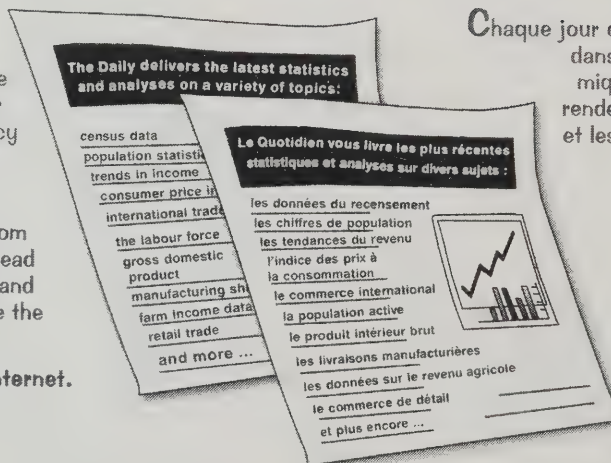 cy
om
ead
and
e the
nternet.
The Daily delivers the latest statistics
and analyses on a variety of topics:
census data
population
trends in income
consumer price
international trade
the labour force
gross domestic
product
manufacturing
farm income data
retail trade
and more ...
Le Quotidien vous livre les plus récentes
statistiques et analyses sur divers sujets :
les données du recensement
les chiffres de population
les tendances du revenu
l'indice des prix à
la consommation
le commerce international
la population active
le produit intérieur brut
les livraisons manufacturières
les données sur le revenu agricole
le commerce de détail
et plus encore ...
Chaque jour
dans
miq
rende
et les